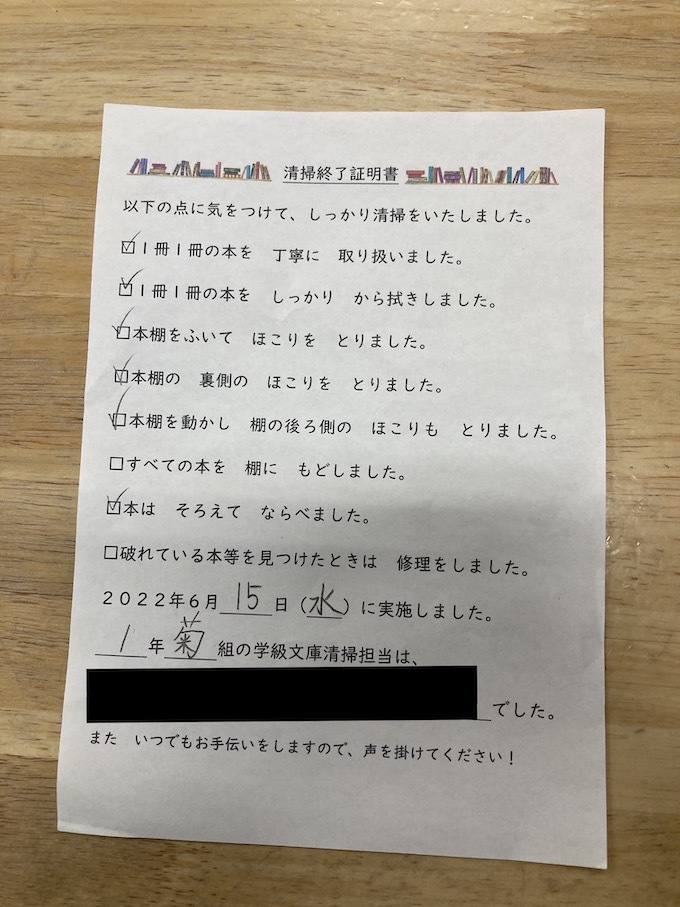 清掃終了証明書
以下の点に気をつけて、しっかり清掃をいたしました。
☑1冊1冊の本を　丁寧に　取り扱いました。
☑1冊1冊の本を　しっかり　から拭きしました。
☑本棚をふいて　ほこりを　とりました。
☑本棚の　裏側の　ほこりを　とりました。
☑本棚を動かし　棚の後ろ側の　ほこりも　とりました。
☐すべての本を　棚に　もどしました。
☑本は　そろえて　ならべました。
☐破れている本等を見つけたときは　修理をしました。
２０２２年６月 15 日（水）に実施しました。
1 年 菊 組の学級文庫清掃担当は、
でした。
また　いつでもお手伝いをしますので、声を掛けてください！